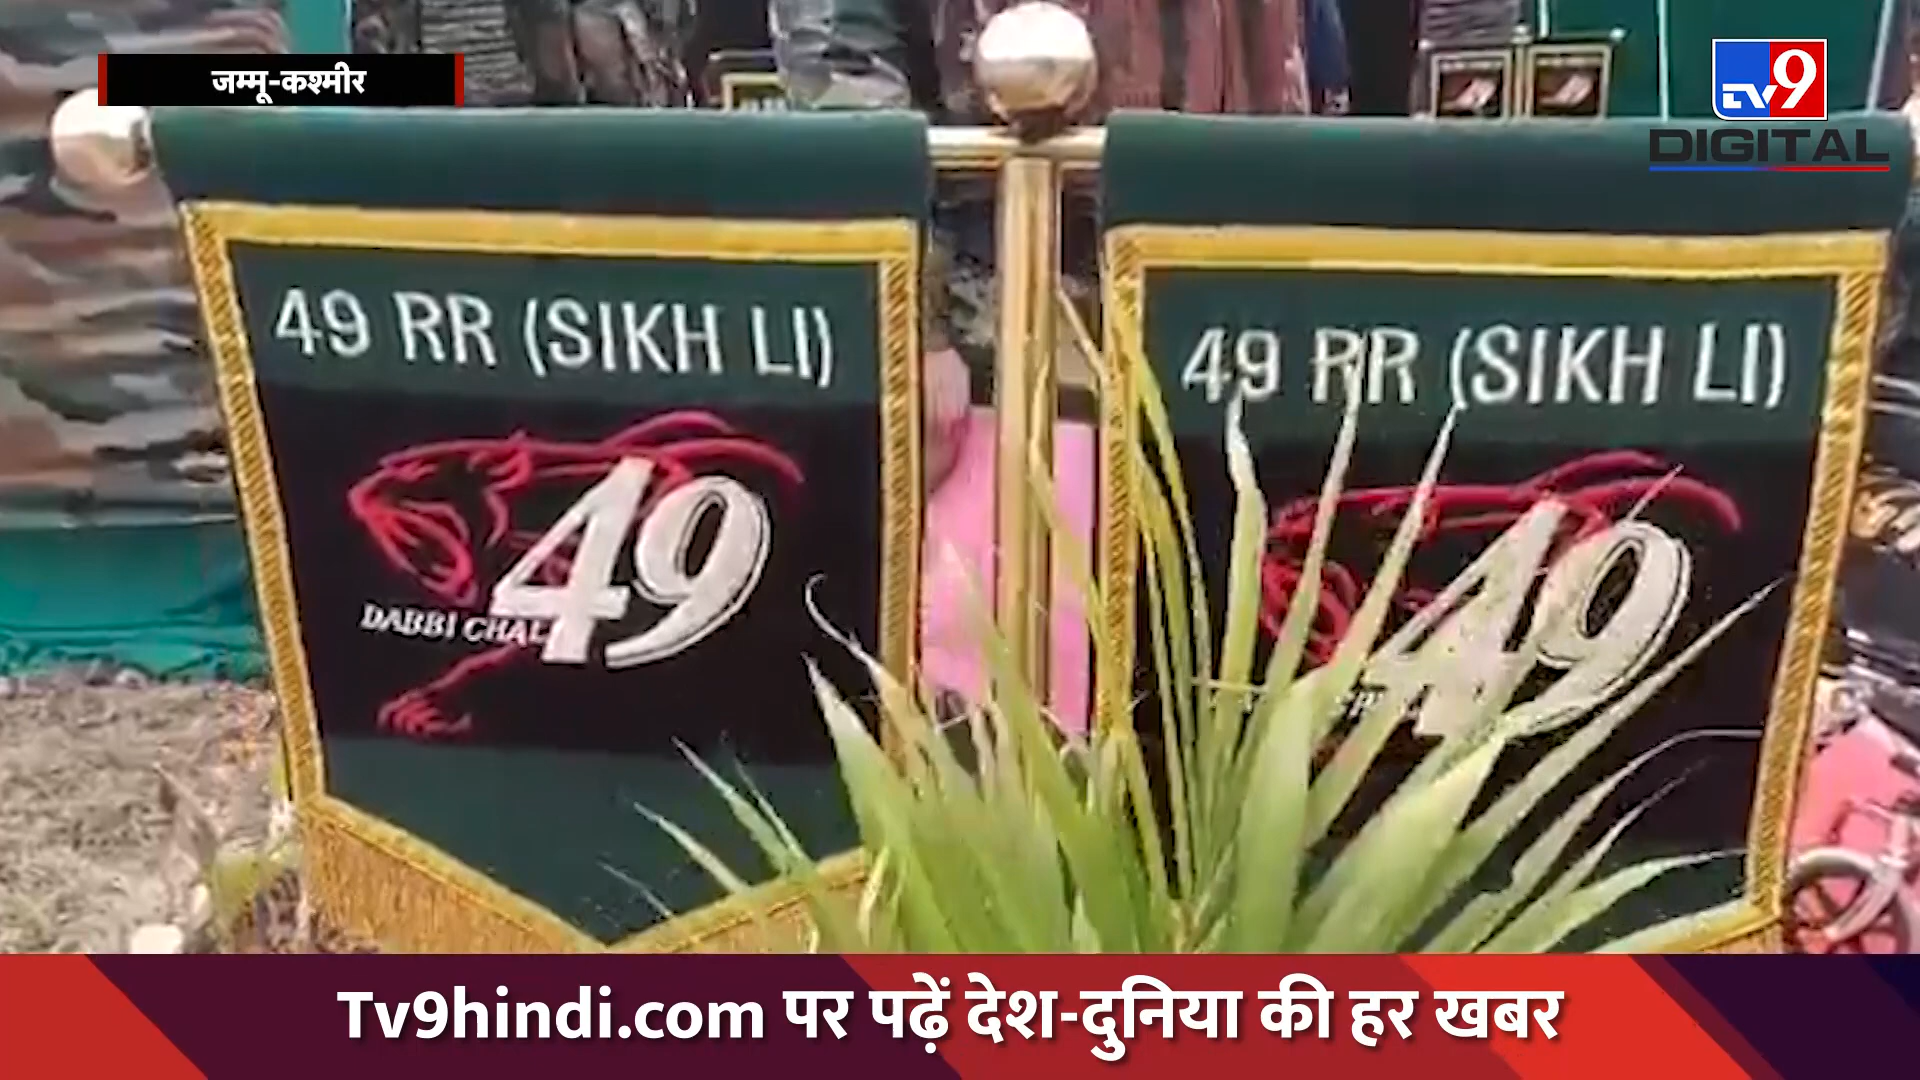 जम्मू-कश्मीर
TV9
DIGITAL
49 RR (SIKH LI)
49
DABBI CHAL
49 RR (SIKH LI)
49
Tv9hindi.com पर पढ़ें देश-दुनिया की हर खबर